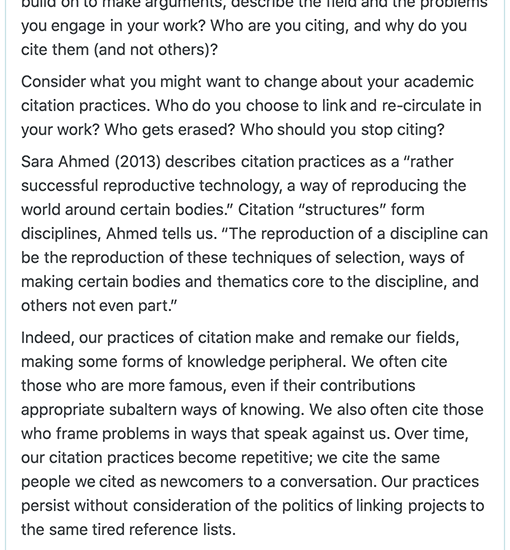 build on to make arguments, describe the field and the problems
you engage in your work? Who are you citing, and why do you
cite them (and not others)?
Consider what you might want to change about your academic
citation practices. Who do you choose to link and re-circulate in
your work? Who gets erased? Who should you stop citing?
Sara Ahmed (2013) describes citation practices as a “rather
successful reproductive technology, a way of reproducing the
world around certain bodies.” Citation “structures” form
disciplines, Ahmed tells us. “The reproduction of a discipline can
be the reproduction of these techniques of selection, ways of
making certain bodies and thematics core to the discipline, and
others not even part.”
Indeed, our practices of citation make and remake our fields,
making some forms of knowledge peripheral. We often cite
those who are more famous, even if their contributions
appropriate subaltern ways of knowing. We also often cite those
who frame problems in ways that speak against us. Over time,
our citation practices become repetitive; we cite the same
people we cited as newcomers to a conversation. Our practices
persist without consideration of the politics of linking projects to
the same tired reference lists.